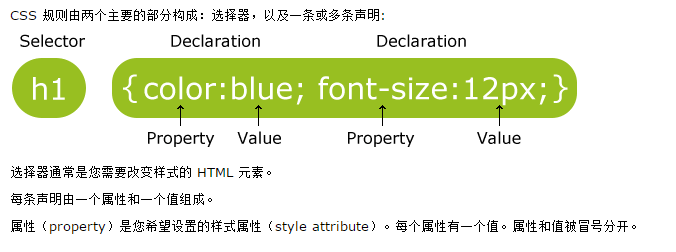 CSS 规则由两个主要的部分构成：选择器，以及一条或多条声明:
Selector Declaration Declaration
h1 {color:blue; font-size:12px;}
Property Value Property Value
选择器通常是您需要改变样式的 HTML 元素。
每条声明由一个属性和一个值组成。
属性（property）是您希望设置的样式属性（style attribute）。每个属性有一个值。属性和值被冒号分开。